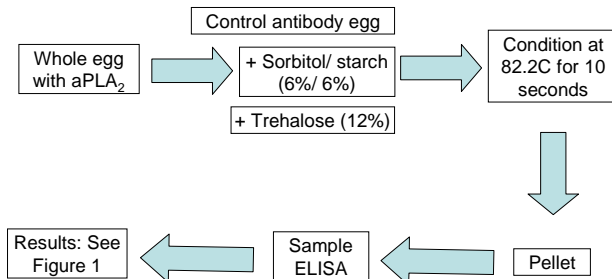 Control antibody egg
Whole egg
with aPLA2
+ Sorbitol/ starch
(6%/ 6%)
+ Trehalose (12%)
Condition at
82.2C for 10
seconds
Pellet
Sample
ELISA
Results: See
Figure 1